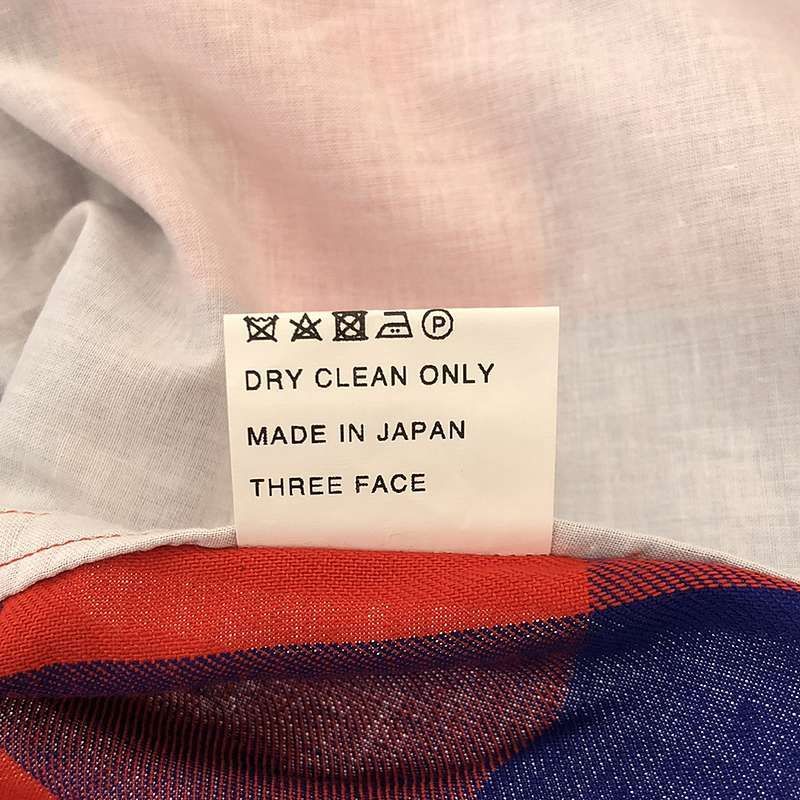 P
DRY CLEAN ONLY
MADE IN JAPAN
THREE FACE